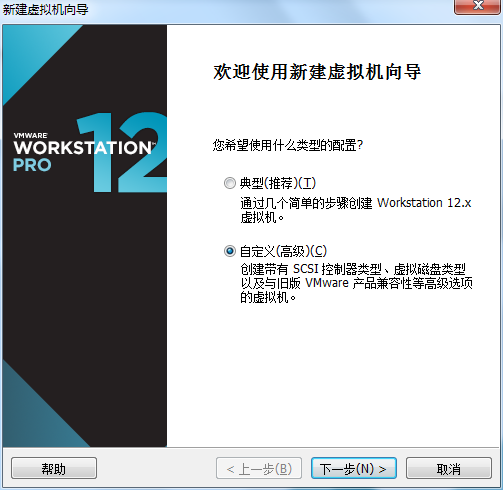 新建虚拟机向导
VMWARE
WORKSTATION™
PRO
12
欢迎使用新建虚拟机向导
您希望使用什么类型的配置?
典型(推荐)(T)
通过几个简单的步骤创建 Workstation 12.x
虚拟机。
自定义(高级)(C)
创建带有 SCSI 控制器类型、虚拟磁盘类型
以及与旧版 VMware 产品兼容性等高级选项
的虚拟机。
帮助
< 上一步(B)
下一步(N) >
取消